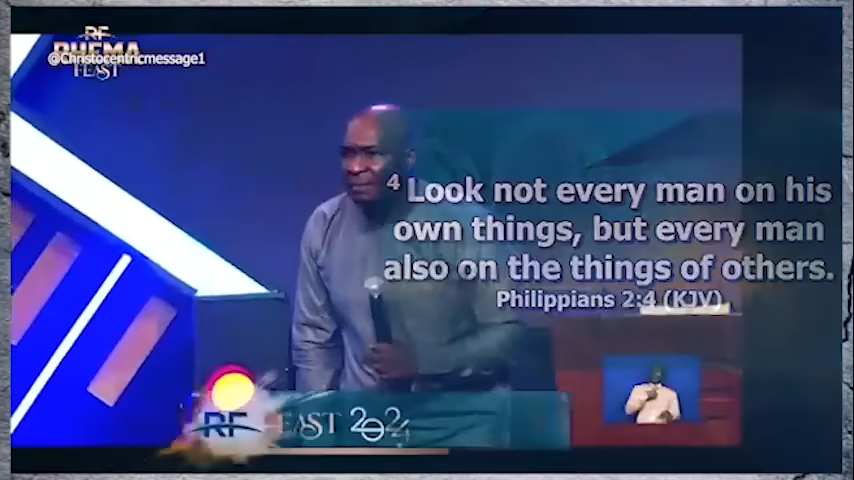 RF
RHEMA
@Christocentricmessage1
FEAST
4 Look not every man on his
own things, but every man
also on the things of others.
Philippians 2:4 (KJV)
RF FEAST 2024